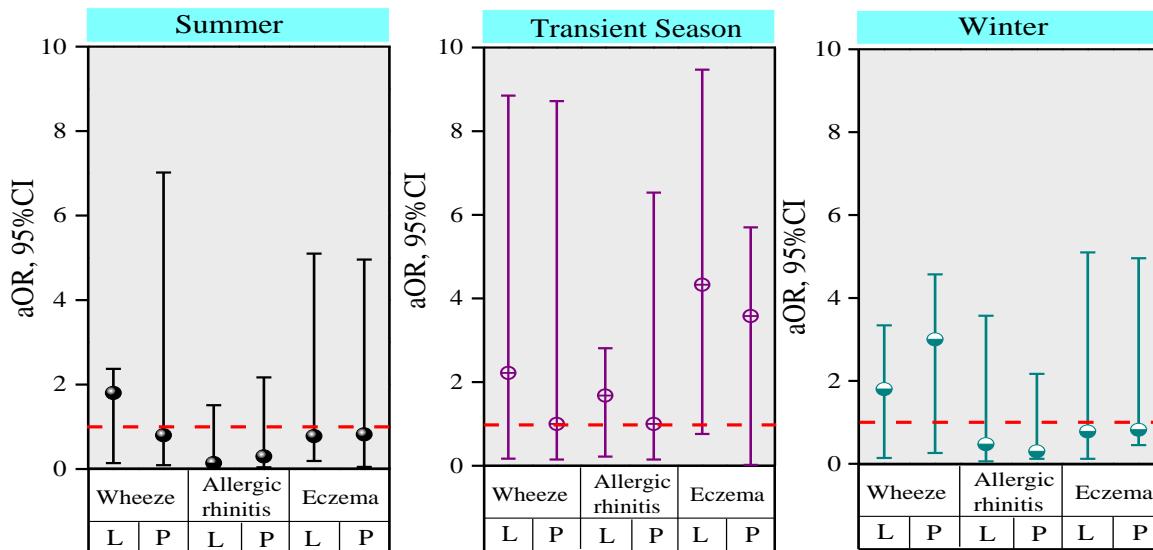 Summer
10
8
6
4
2
0
aOR, 95%CI
Wheeze
Allergic
rhinitis
Eczema
L P L P L P
Transient Season
10
8
6
4
2
0
aOR, 95%CI
Wheeze
Allergic
rhinitis
Eczema
L P L P L P
Winter
10
8
6
4
2
0
aOR, 95%CI
Wheeze
Allergic
rhinitis
Eczema
L P L P L P